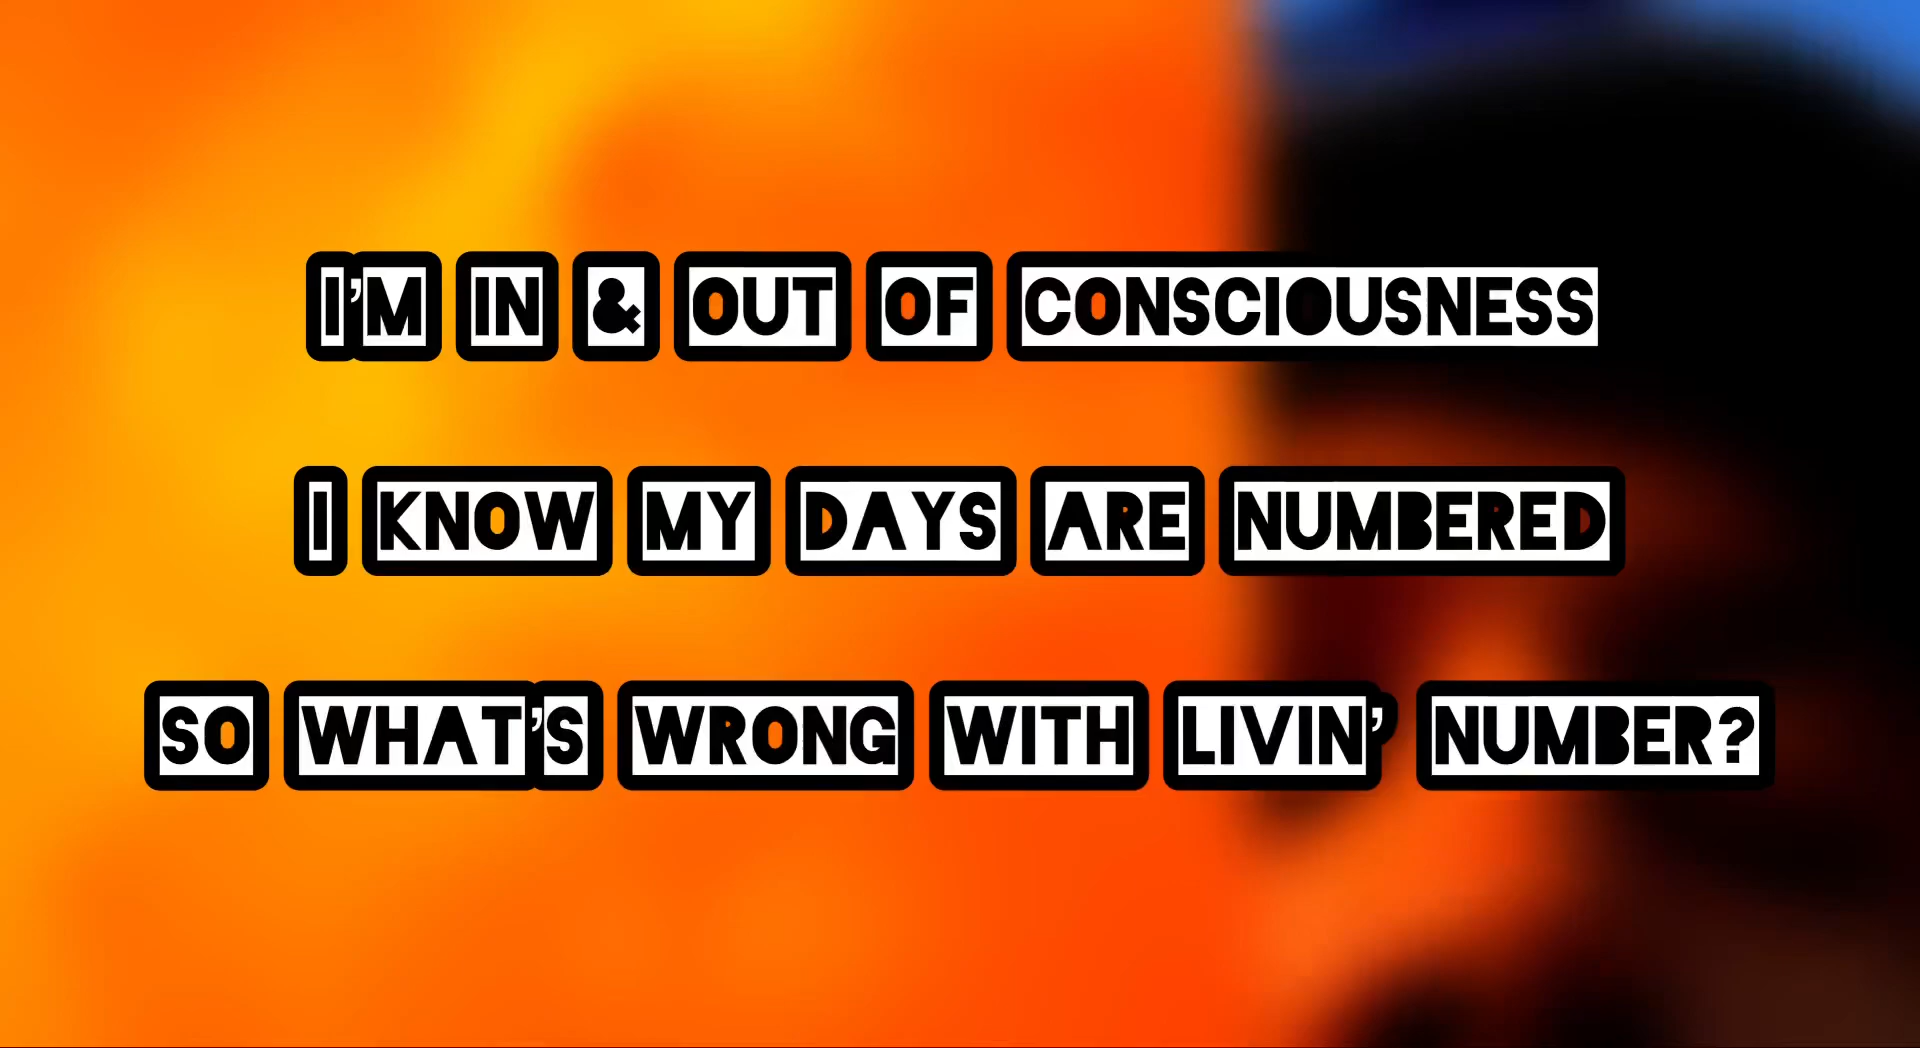 I'M IN & OUT OF CONSCIOUSNESS
I KNOW MY DAYS ARE NUMBERED
SO WHAT'S WRONG WITH LIVIN' NUMBER?